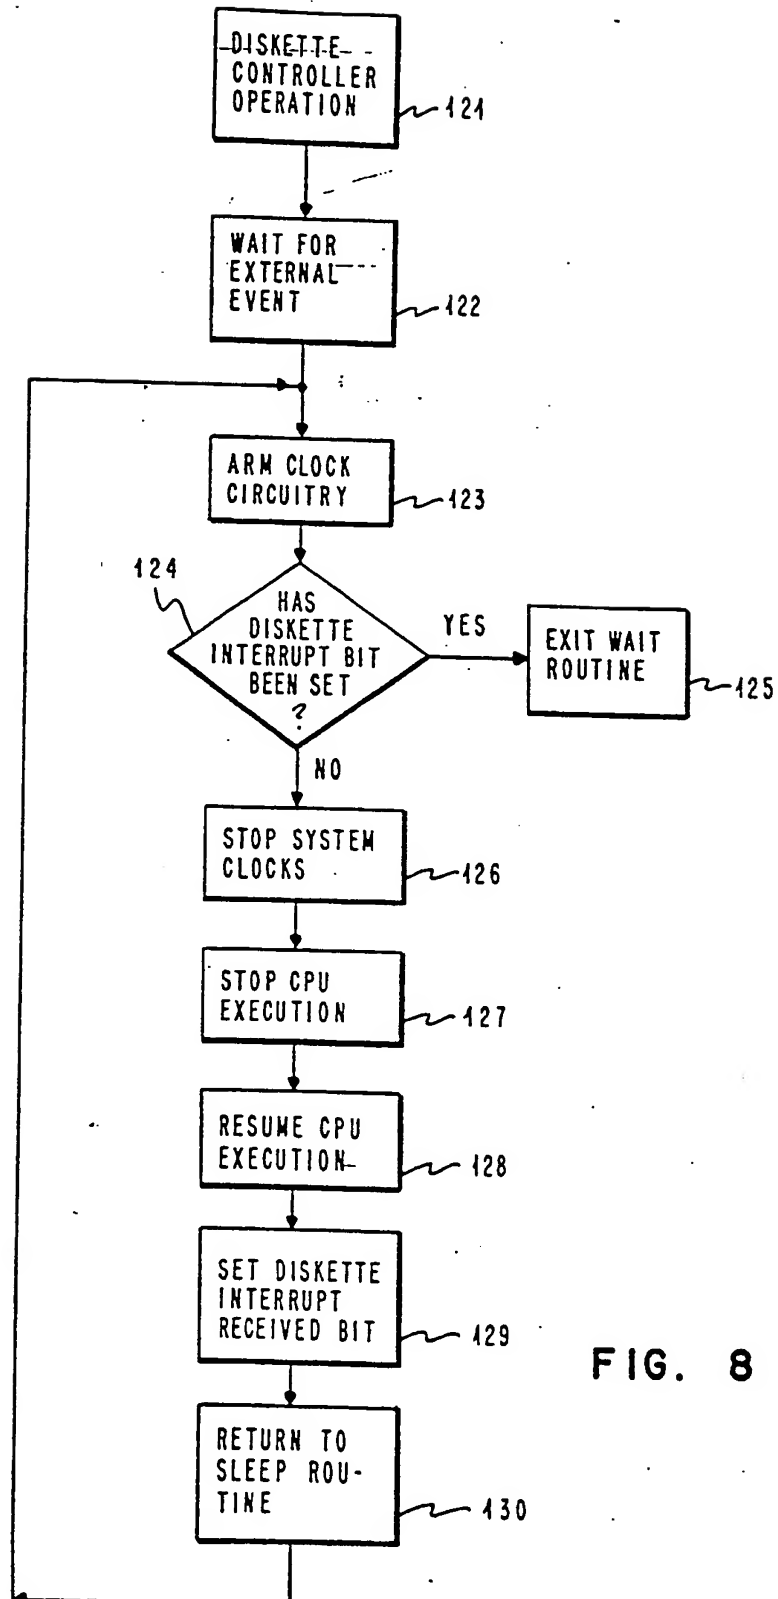 DISKETTE
CONTROLLER
OPERATION
121
WAIT FOR
EXTERNAL
EVENT
122
ARM CLOCK
CIRCUITRY
123
124
HAS
DISKETTE
INTERRUPT BIT
BEEN SET
?
YES
EXIT WAIT
ROUTINE
125
NO
STOP SYSTEM
CLOCKS
126
STOP CPU
EXECUTION
127
RESUME CPU
EXECUTION
128
SET DISKETTE
INTERRUPT
RECEIVED BIT
129
RETURN TO
SLEEP ROU-
TINE
130
FIG. 8